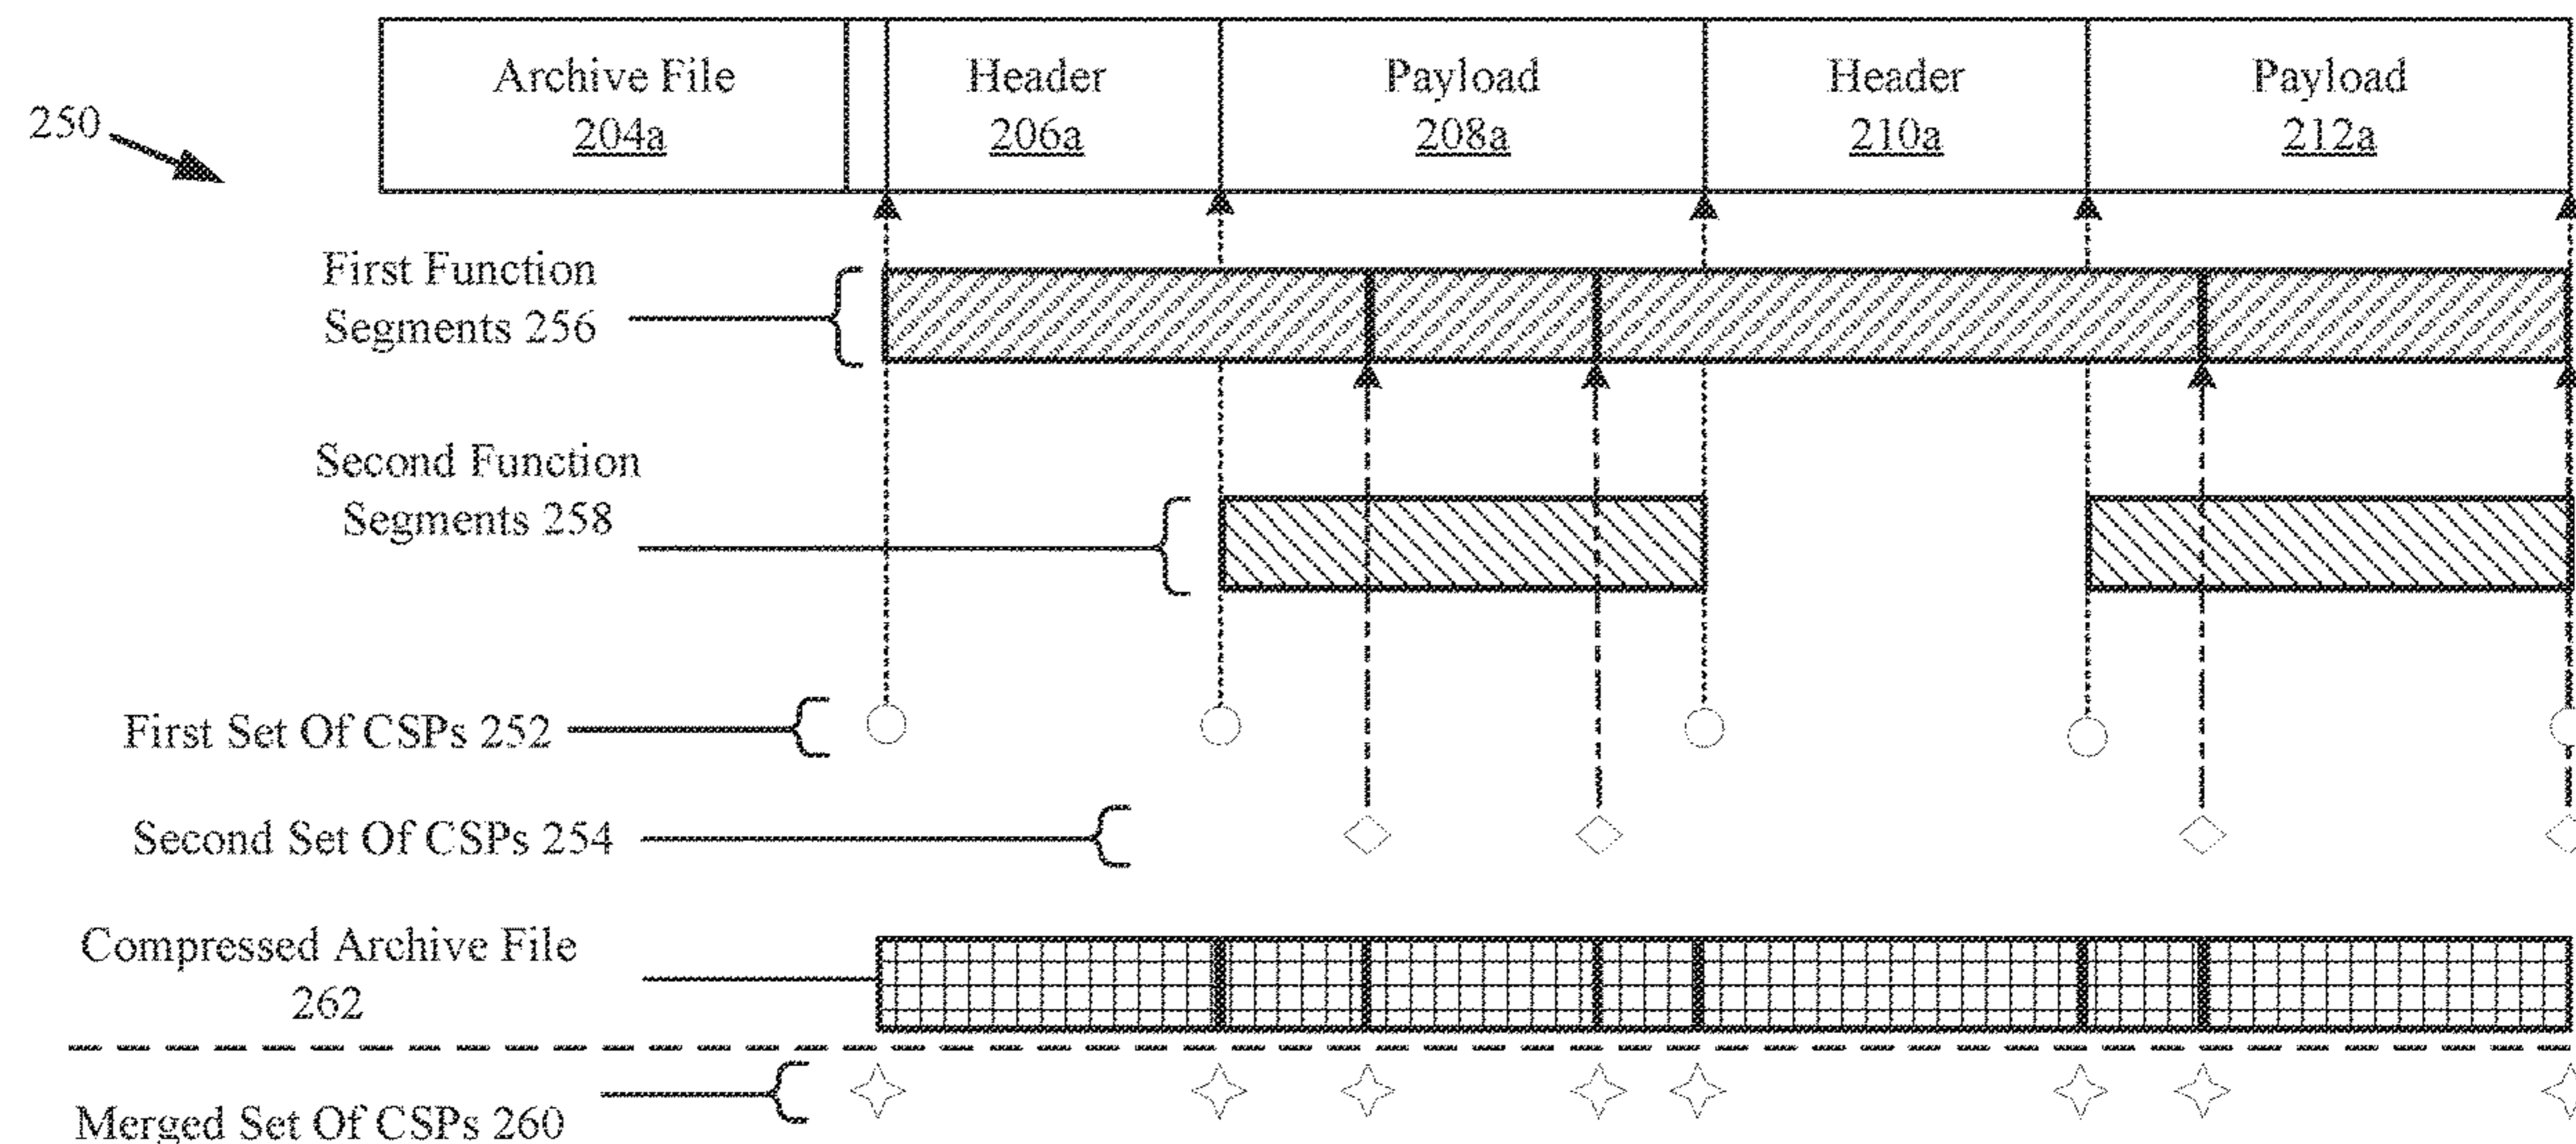 250
Archive File
204a
Header
206a
Payload
208a
Header
210a
Payload
212a
First Function
Segments 256
Second Function
Segments 258
First Set Of CSPs 252
Second Set Of CSPs 254
Compressed Archive File
262
Merged Set Of CSPs 260